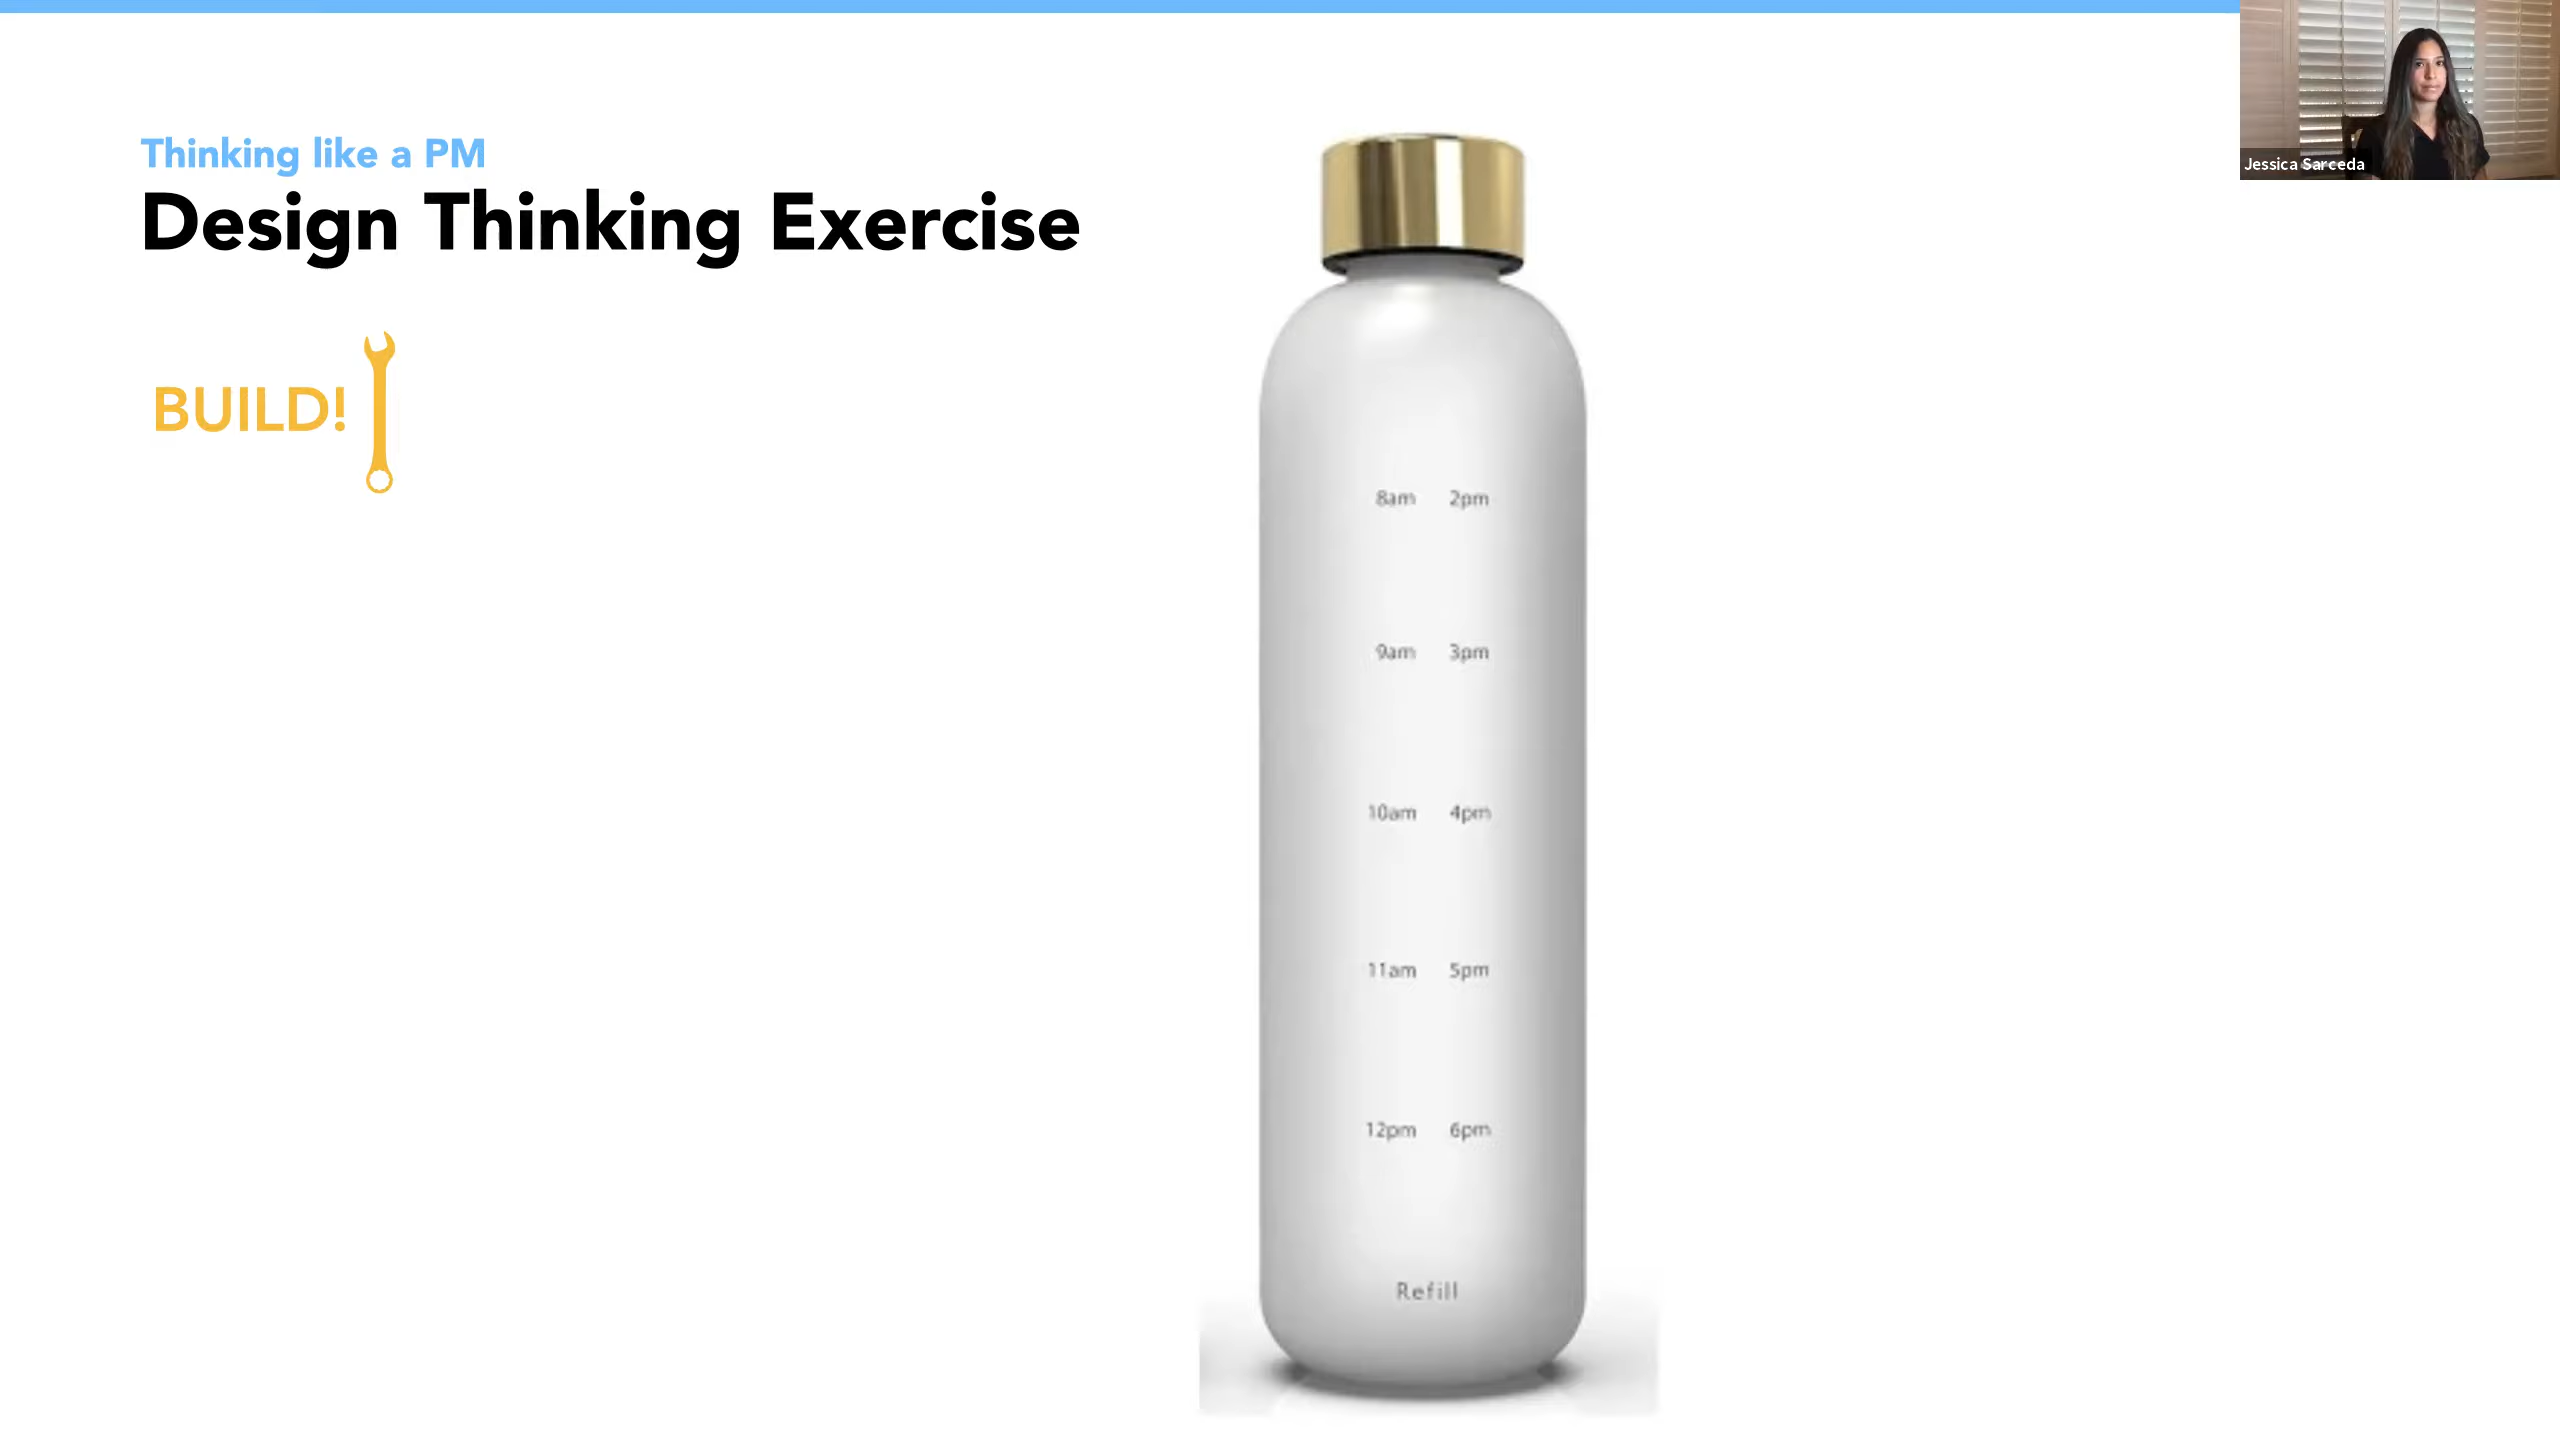 Thinking like a PM
Design Thinking Exercise
BUILD!
8am 2pm
9am 3pm
10am 4pm
11am 5pm
12pm 6pm
Refill
Jessica Sarceda